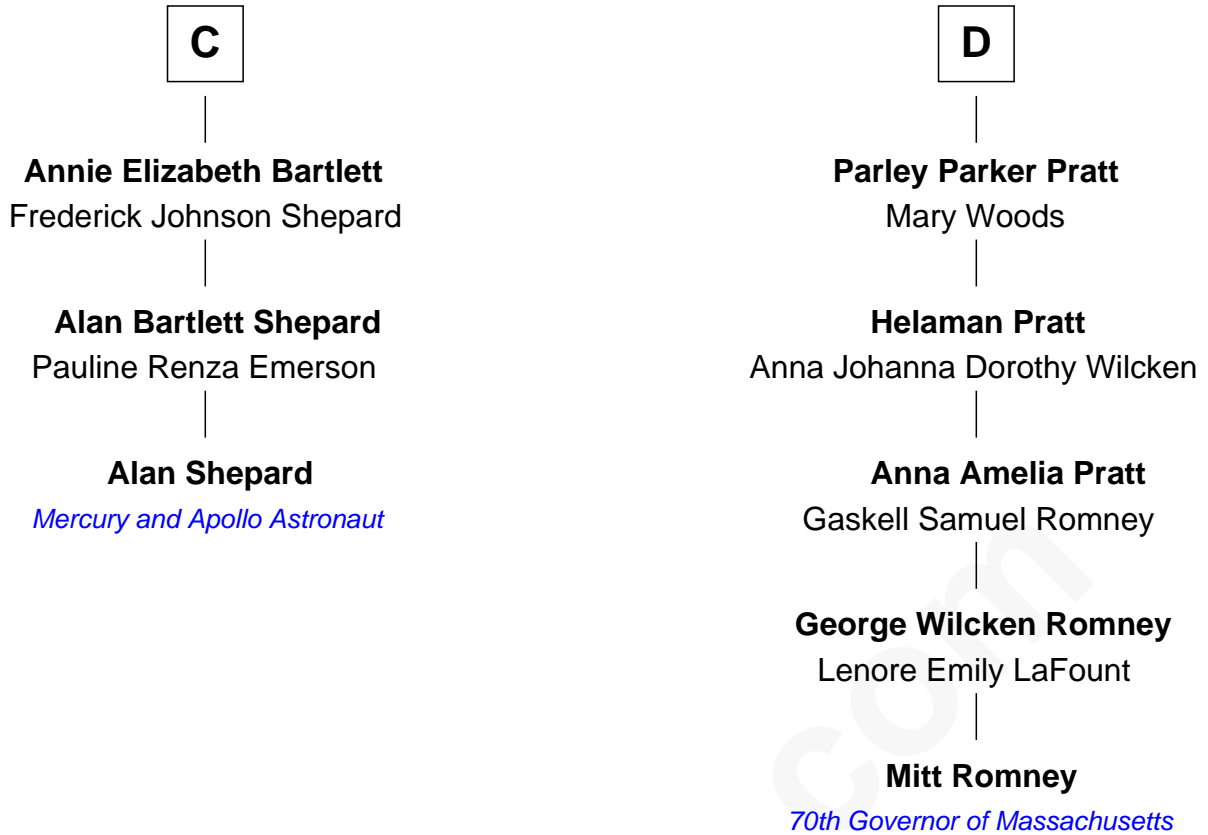 C
Annie Elizabeth Bartlett
Frederick Johnson Shepard
Alan Bartlett Shepard
Pauline Renza Emerson
Alan Shepard
Mercury and Apollo Astronaut
D
Parley Parker Pratt
Mary Woods
Helaman Pratt
Anna Johanna Dorothy Wilcken
Anna Amelia Pratt
Gaskell Samuel Romney
George Wilcken Romney
Lenore Emily LaFount
Mitt Romney
70th Governor of Massachusetts
com